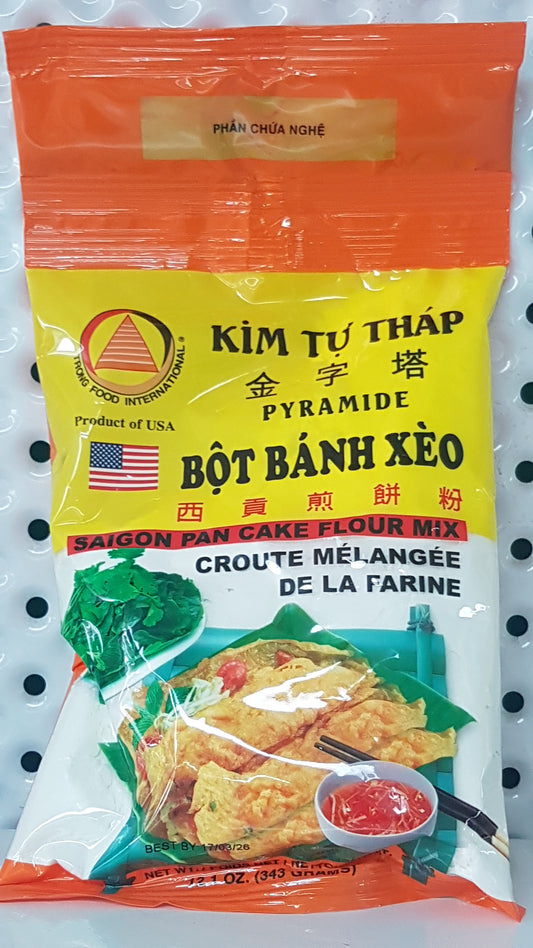 PHẦN CHỨA NGHỆ
TRONG FOOD INTERNATIONAL®
Product of USA
KIM TỰ THÁP
金字塔
PYRAMIDE
BỘT BÁNH XÈO
西貢煎餅粉
SAIGON PAN CAKE FLOUR MIX
CROUTE MÉLANGÉE
DE LA FARINE
BEST BY 17/03/26
NET WT.
12.1 OZ. (343 GRAMS)